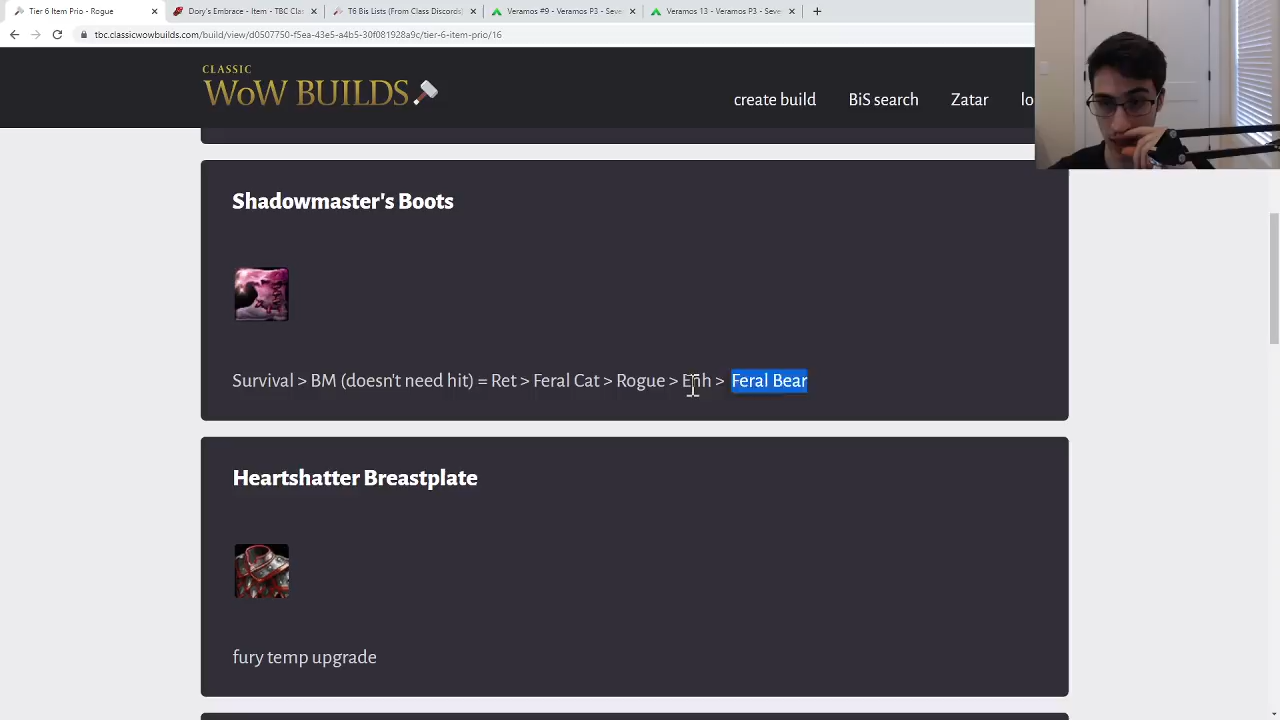 Tier 6 Item Prio - Rogue
Dory's Embrace - Item - TBC Clas
T6 Bis Lists (From Class Discords)
Veramos #9 - Veramos P3 - Seve
Veramos 13 - Veramos P3 - Seve
tbc.classicwowbuilds.com/build/view/d0507750-f5ea-43e5-a4b5-30f081928a9c/tier-6-item-prio/16
CLASSIC
WoW BUILDS
create build
BiS search
Zatar
lo
Shadowmaster's Boots
Survival > BM (doesn't need hit) = Ret > Feral Cat > Rogue > Enh > Feral Bear
Heartshatter Breastplate
fury temp upgrade